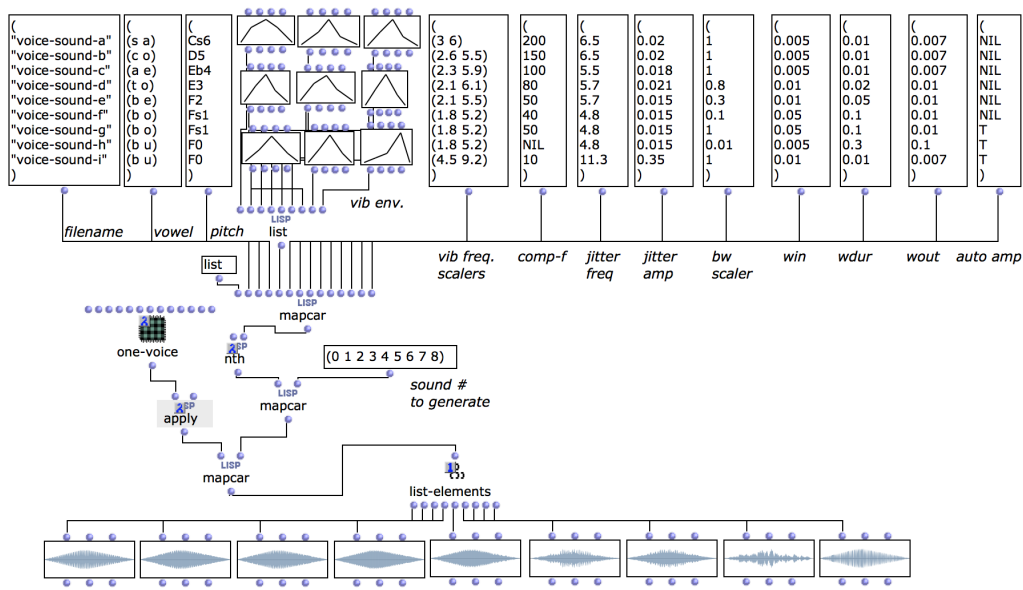 (
"voice-sound-a"
"voice-sound-b"
"voice-sound-c"
"voice-sound-d"
"voice-sound-e"
"voice-sound-f"
"voice-sound-g"
"voice-sound-h"
"voice-sound-i"
)
(
(s a)
(c o)
(a e)
(t o)
(b e)
(b o)
(b o)
(b u)
(b u)
)
(
Cs6
D5
Eb4
E3
F2
Fs1
Fs1
F0
F0
)
(
(3 6)
(2.6 5.5)
(2.3 5.9)
(2.1 6.1)
(2.1 5.5)
(1.8 5.2)
(1.8 5.2)
(1.8 5.2)
(4.5 9.2)
)
(
200
150
100
80
50
40
50
NIL
10
)
(
6.5
6.5
5.5
5.7
5.7
4.8
4.8
4.8
11.3
)
(
0.02
0.02
0.018
0.021
0.015
0.015
0.015
0.015
0.35
)
(
1
1
1
0.8
0.3
0.1
1
0.01
1
)
(
0.005
0.005
0.005
0.01
0.01
0.05
0.05
0.005
0.01
)
(
0.01
0.01
0.01
0.02
0.05
0.1
0.1
0.3
0.01
)
(
0.007
0.007
0.007
0.01
0.01
0.01
0.01
0.1
0.007
)
(
NIL
NIL
NIL
NIL
NIL
NIL
T
T
T
)
vib env.
LISP
list
filename
vowel
pitch
vib freq.
scalers
comp-f
jitter
freq
jitter
amp
bw
scaler
win
wdur
wout
auto amp
list
LISP
mapcar
2
one-voice
2 SP
nth
(0 1 2 3 4 5 6 7 8)
sound #
to generate
LISP
mapcar
2 SP
apply
LISP
mapcar
1
list-elements